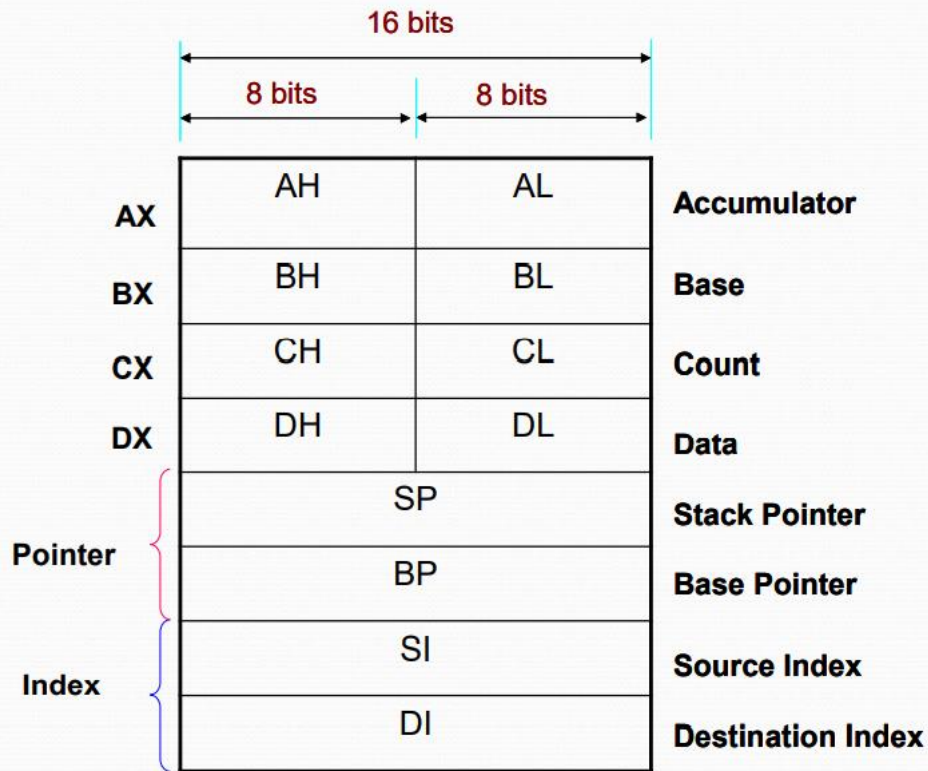 16 bits
8 bits 8 bits
AX AH AL Accumulator
BX BH BL Base
CX CH CL Count
DX DH DL Data
SP Stack Pointer
Pointer
BP Base Pointer
SI Source Index
Index
DI Destination Index